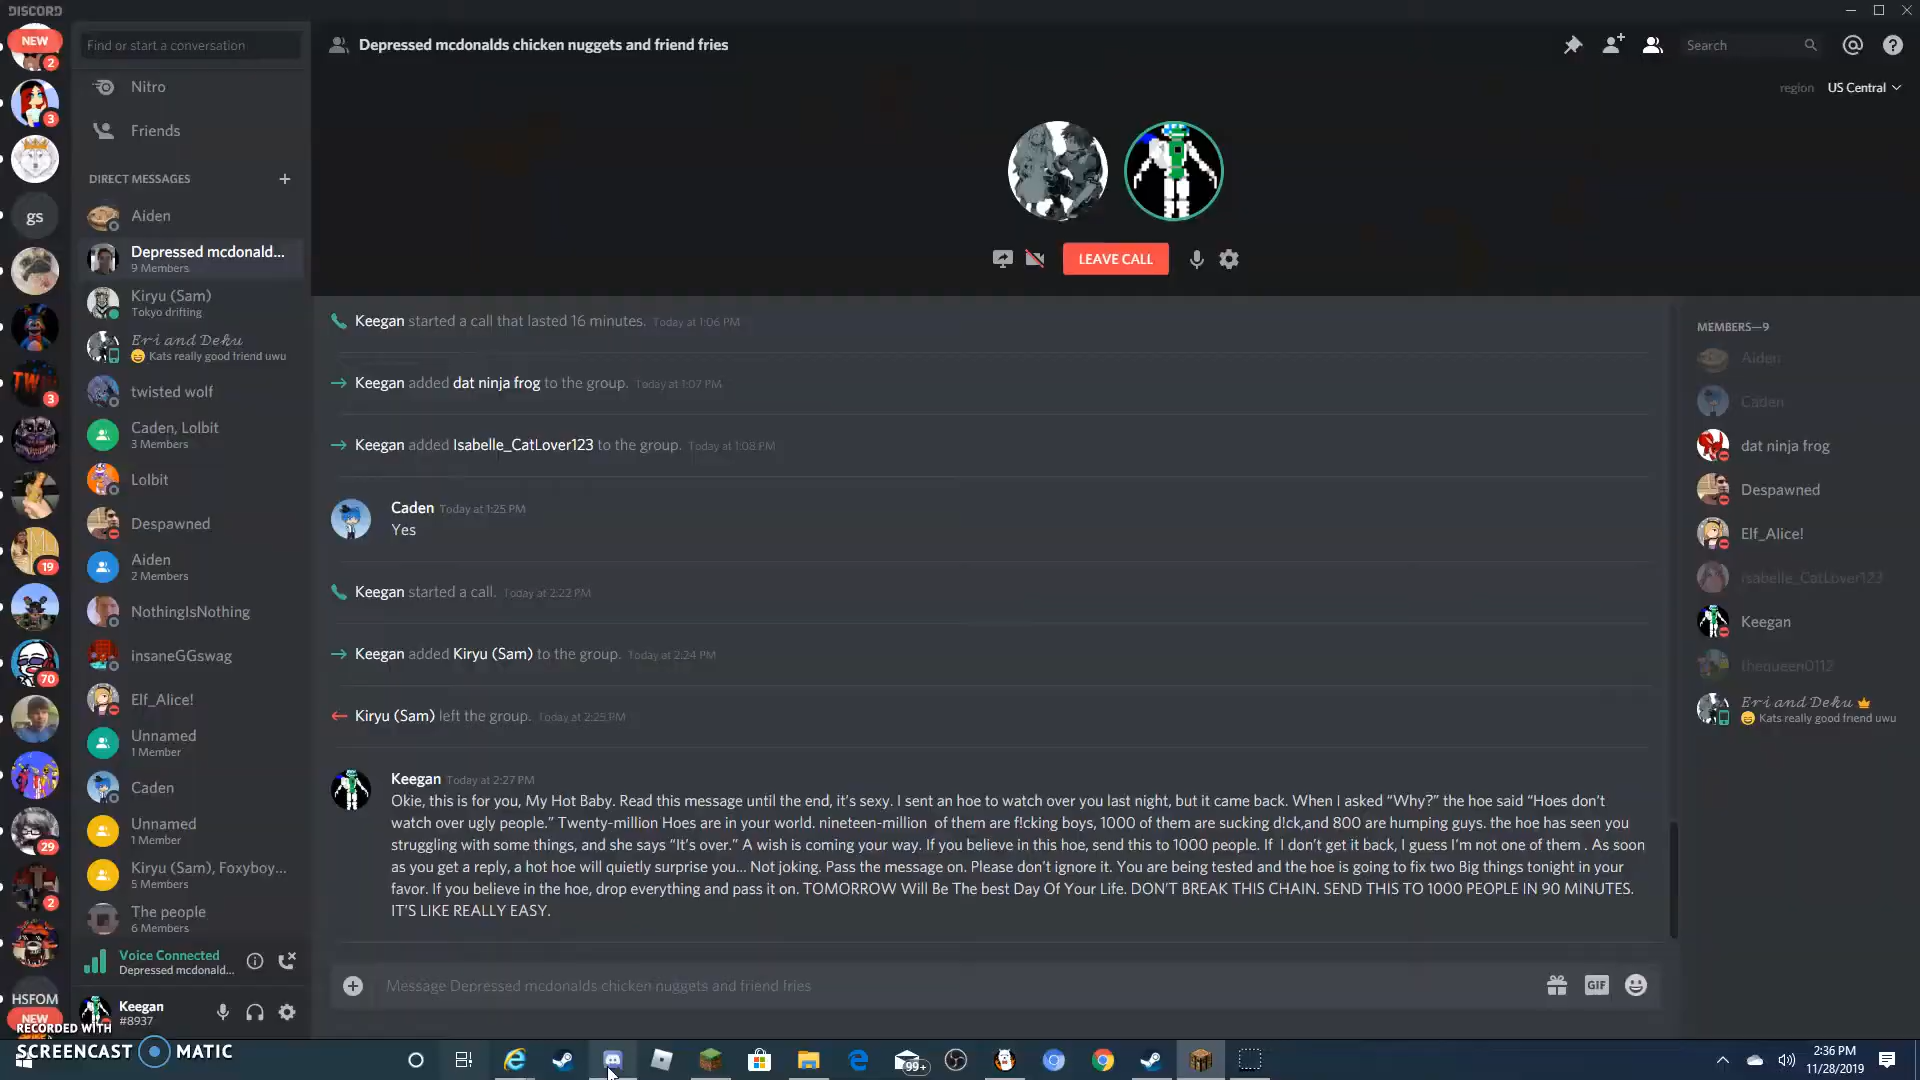 DISCORD
NEW
2
3
gs
3
19
70
29
2
HSFOM
NEW
Find or start a conversation
Nitro
Friends
DIRECT MESSAGES
Aiden
Depressed mcdonald...
9 Members
Kiryu (Sam)
Tokyo drifting
Eri and Deku
Kats really good friend uwu
twisted wolf
Caden, Lolbit
3 Members
Lolbit
Despawned
Aiden
2 Members
NothingIsNothing
insaneGGswag
Elf_Alice!
Unnamed
1 Member
Caden
Unnamed
1 Member
Kiryu (Sam), Foxyboy...
5 Members
The people
6 Members
Voice Connected
Depressed mcdonald...
Keegan
#8937
Depressed mcdonalds chicken nuggets and friend fries
Search
region US Central
LEAVE CALL
Keegan started a call that lasted 16 minutes. Today at 1:06 PM
Keegan added dat ninja frog to the group. Today at 1:07 PM
Keegan added Isabelle_CatLover123 to the group. Today at 1:08 PM
Caden Today at 1:25 PM
Yes
Keegan started a call. Today at 2:22 PM
Keegan added Kiryu (Sam) to the group. Today at 2:24 PM
Kiryu (Sam) left the group. Today at 2:25 PM
Keegan Today at 2:27 PM
Okie, this is for you, My Hot Baby. Read this message until the end, it's sexy. I sent an hoe to watch over you last night, but it came back. When I asked “Why?” the hoe said “Hoes don't
watch over ugly people.” Twenty-million Hoes are in your world. nineteen-million of them are f!cking boys, 1000 of them are sucking d!ck,and 800 are humping guys. the hoe has seen you
struggling with some things, and she says “It's over.” A wish is coming your way. If you believe in this hoe, send this to 1000 people. If I don't get it back, I guess I'm not one of them . As soon
as you get a reply, a hot hoe will quietly surprise you... Not joking. Pass the message on. Please don't ignore it. You are being tested and the hoe is going to fix two Big things tonight in your
favor. If you believe in the hoe, drop everything and pass it on. TOMORROW Will Be The best Day Of Your Life. DON'T BREAK THIS CHAIN. SEND THIS TO 1000 PEOPLE IN 90 MINUTES.
IT'S LIKE REALLY EASY.
Message Depressed mcdonalds chicken nuggets and friend fries
GIF
MEMBERS—9
Aiden
Caden
dat ninja frog
Despawned
Elf_Alice!
Isabelle_CatLover123
Keegan
thequeen0112
Eri and Deku
Kats really good friend uwu
RECORDED WITH
SCREENCAST MATIC
99+
2:36 PM
11/28/2019